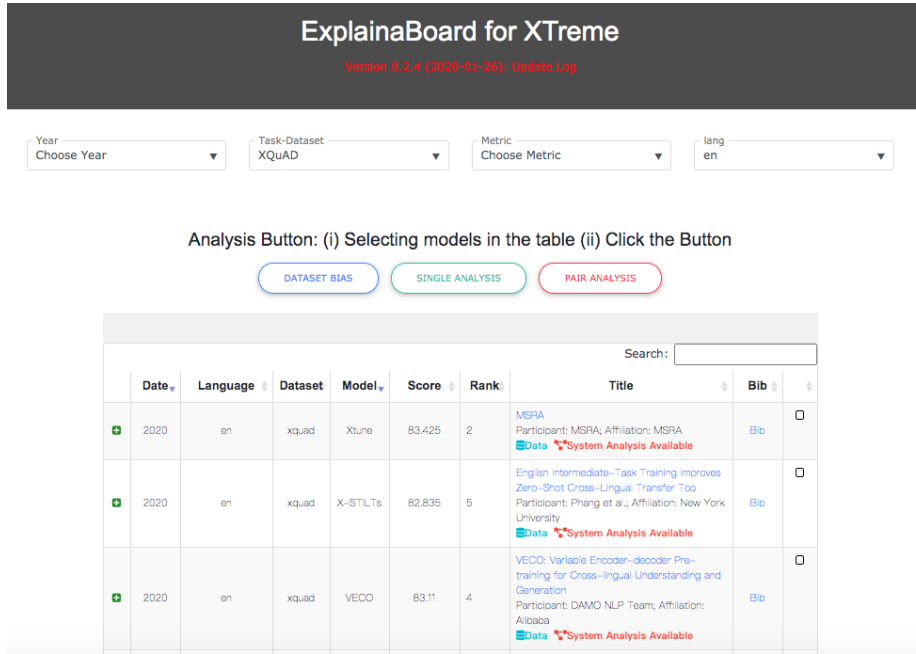 ExplainaBoard for XTreme
Version 0.2.4 (2020-01-26): Update Log
Year
Choose Year
Task-Dataset
XQuAD
Metric
Choose Metric
lang
en
Analysis Button: (i) Selecting models in the table (ii) Click the Button
DATASET BIAS
SINGLE ANALYSIS
PAIR ANALYSIS
Search:
Date Language Dataset Model Score Rank Title Bib
2020 en xquad Xtune 83.425 2 MSRA
Participant: MSRA; Affiliation: MSRA
Data System Analysis Available
Bib
2020 en xquad X-STILTs 82.835 5 English Intermediate-Task Training Improves
Zero-Shot Cross-Lingual Transfer Too
Participant: Phang et al.; Affiliation: New York
University
Data System Analysis Available
Bib
2020 en xquad VECO 83.11 4 VECO: Variable Encoder-decoder Pre-
training for Cross-lingual Understanding and
Generation
Participant: DAMO NLP Team; Affiliation:
Alibaba
Data System Analysis Available
Bib